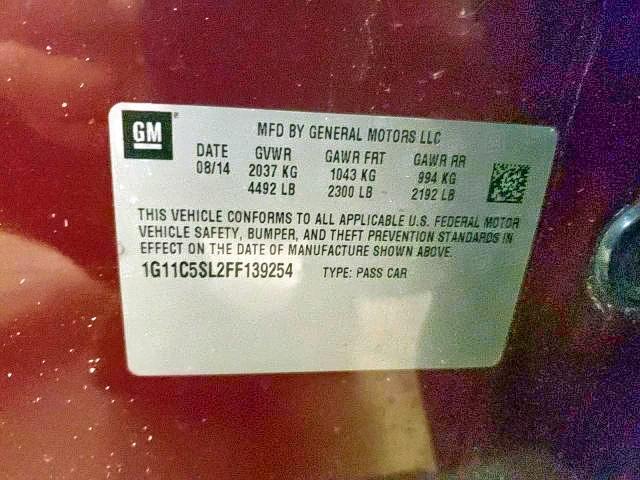 GM
MFD BY GENERAL MOTORS LLC
DATE GVWR GAWR FRT GAWR RR
08/14 2037 KG 1043 KG 994 KG
4492 LB 2300 LB 2192 LB
THIS VEHICLE CONFORMS TO ALL APPLICABLE U.S. FEDERAL MOTOR
VEHICLE SAFETY, BUMPER, AND THEFT PREVENTION STANDARDS IN
EFFECT ON THE DATE OF MANUFACTURE SHOWN ABOVE.
1G11C5SL2FF139254 TYPE: PASS CAR